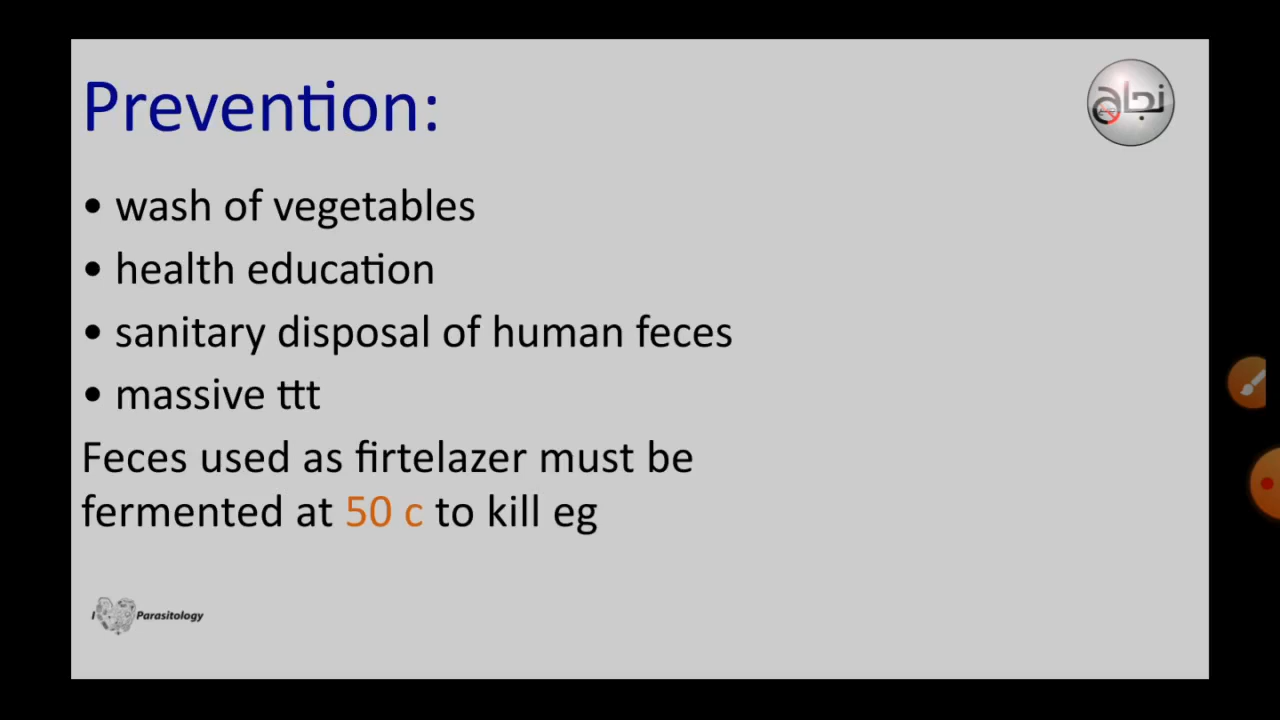 Prevention:
نجاح
• wash of vegetables
• health education
• sanitary disposal of human feces
• massive ttt
Feces used as firtelazer must be
fermented at 50 c to kill eg
I Parasitology